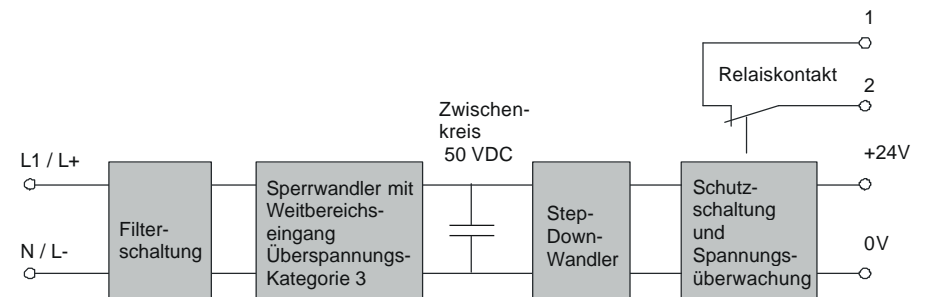 1
Relaiskontakt
2
Zwischen-
kreis
50 VDC
L1 / L+
+24V
Filter-
schaltung
Sperrwandler mit
Weitbereichs-
eingang
Überspannungs-
Kategorie 3
Step-
Down-
Wandler
Schutz-
schaltung
und
Spannungs-
überwachung
N / L-
0V